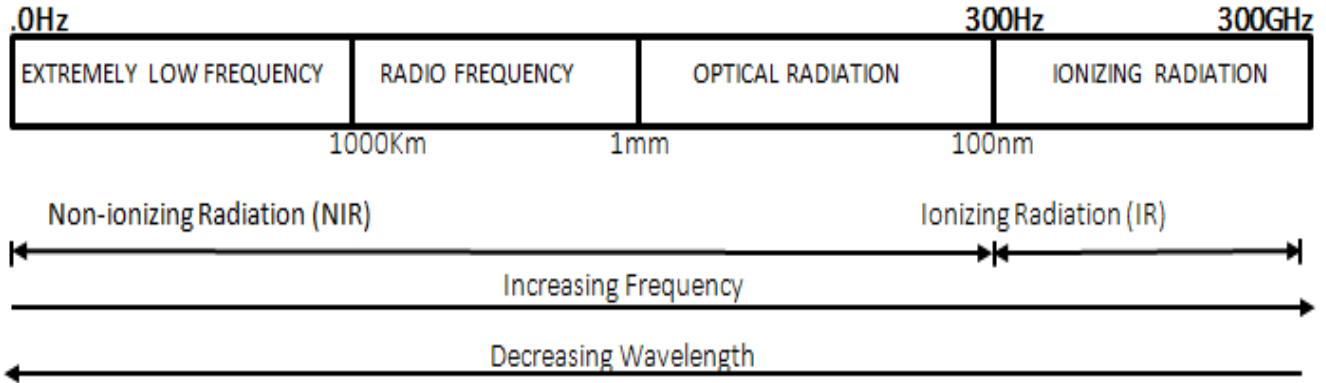 .0Hz 300Hz 300GHz
EXTREMELY LOW FREQUENCY RADIO FREQUENCY OPTICAL RADIATION IONIZING RADIATION
1000Km 1mm 100nm
Non-ionizing Radiation (NIR) Ionizing Radiation (IR)
Increasing Frequency
Decreasing Wavelength